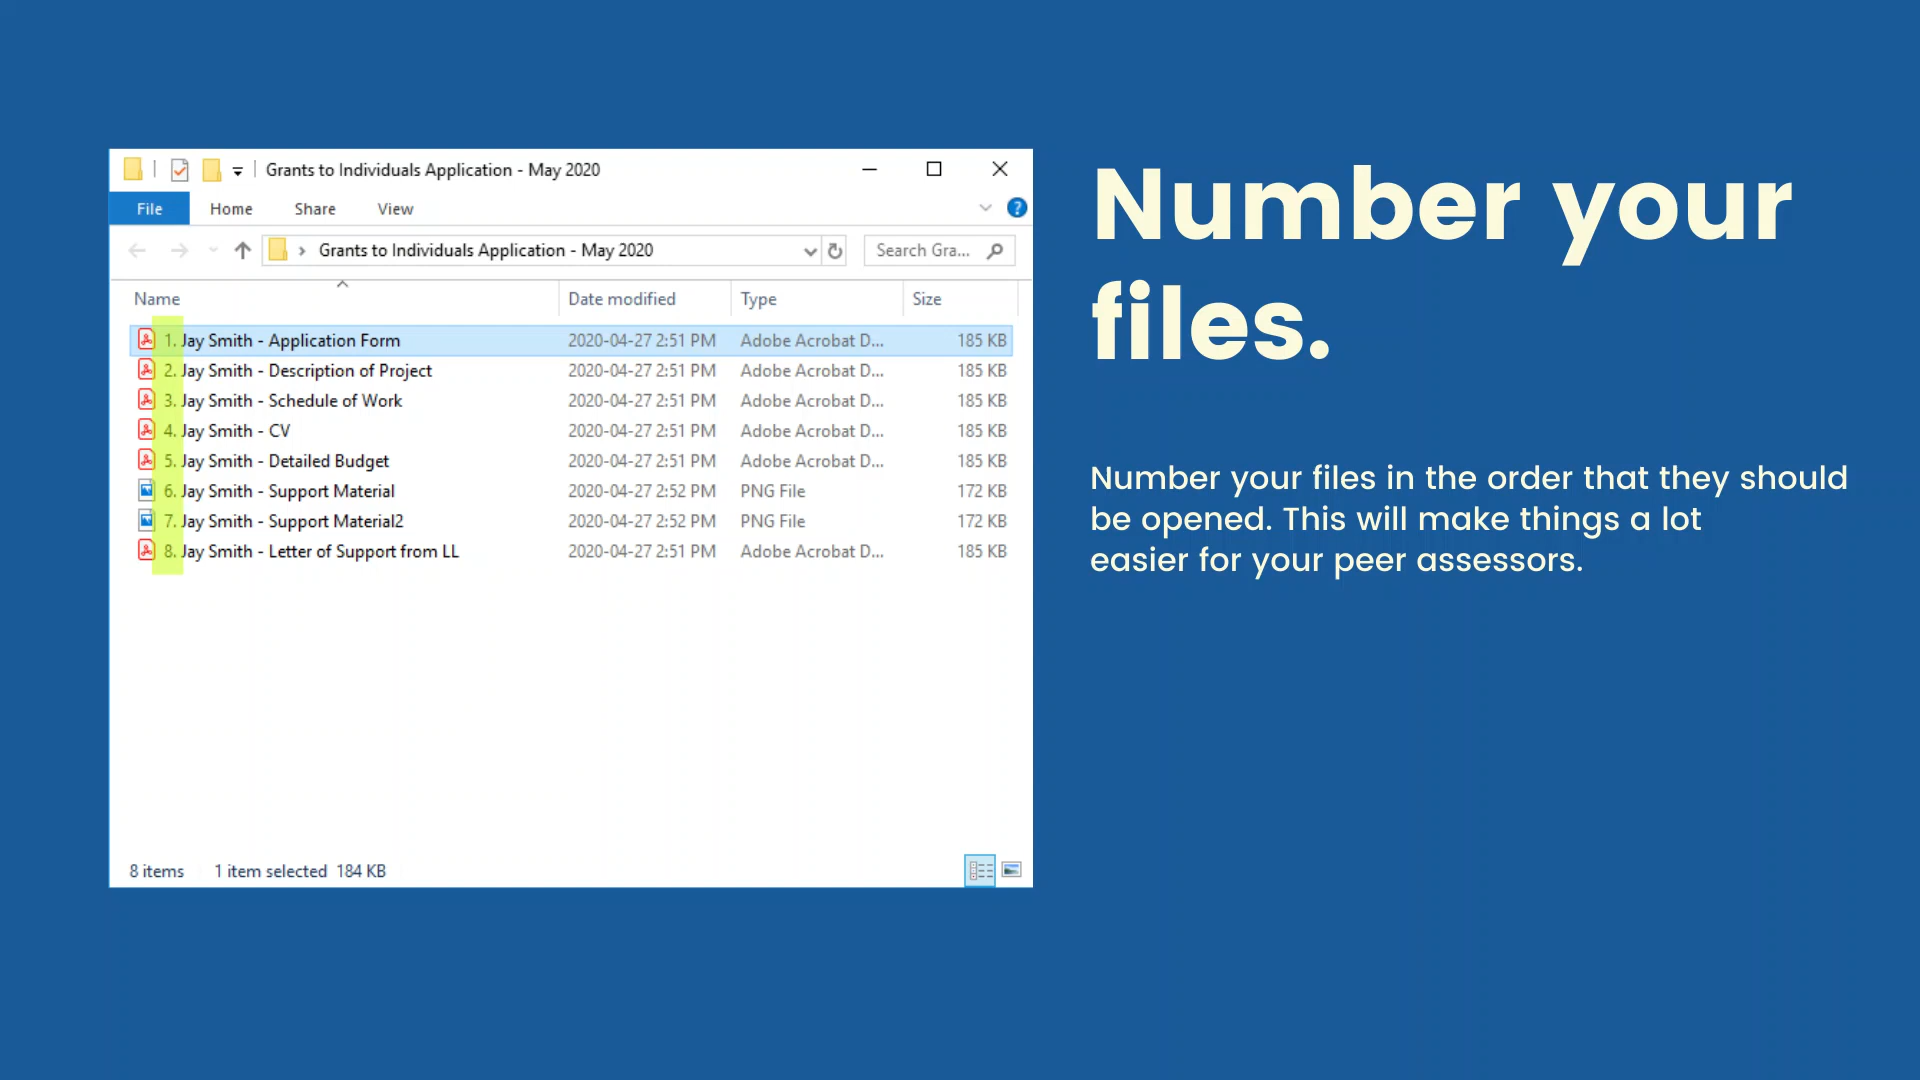 Grants to Individuals Application - May 2020
File Home Share View
Grants to Individuals Application - May 2020 Search Gra...
Name Date modified Type Size
1. Jay Smith - Application Form 2020-04-27 2:51 PM Adobe Acrobat D... 185 KB
2. Jay Smith - Description of Project 2020-04-27 2:51 PM Adobe Acrobat D... 185 KB
3. Jay Smith - Schedule of Work 2020-04-27 2:51 PM Adobe Acrobat D... 185 KB
4. Jay Smith - CV 2020-04-27 2:51 PM Adobe Acrobat D... 185 KB
5. Jay Smith - Detailed Budget 2020-04-27 2:51 PM Adobe Acrobat D... 185 KB
6. Jay Smith - Support Material 2020-04-27 2:52 PM PNG File 172 KB
7. Jay Smith - Support Material2 2020-04-27 2:52 PM PNG File 172 KB
8. Jay Smith - Letter of Support from LL 2020-04-27 2:51 PM Adobe Acrobat D... 185 KB
8 items 1 item selected 184 KB
Number your
files.
Number your files in the order that they should
be opened. This will make things a lot
easier for your peer assessors.